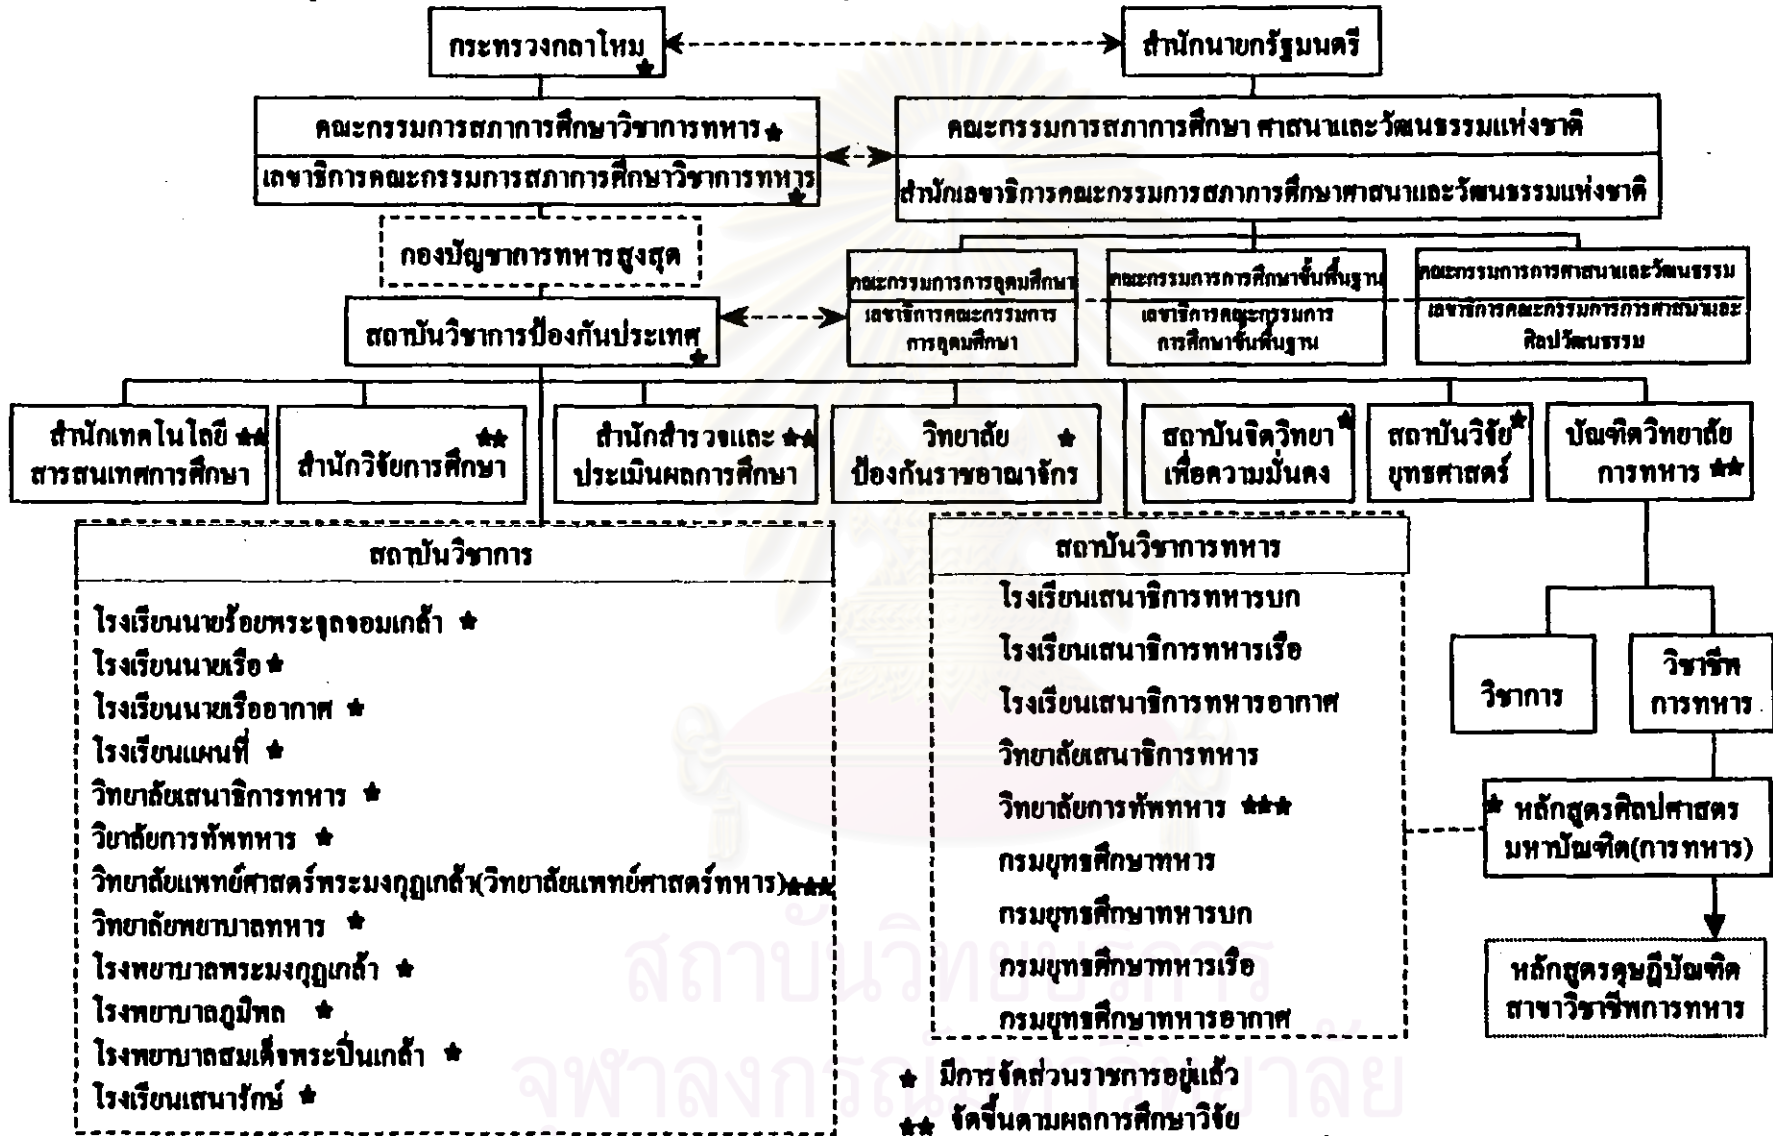 กระทรวงกลาโหม ★
สำนักนายกรัฐมนตรี
คณะกรรมการสภาการศึกษาวิชาการทหาร ★
เลขาธิการคณะกรรมการสภาการศึกษาวิชาการทหาร ★
คณะกรรมการสภาการศึกษา ศาสนาและวัฒนธรรมแห่งชาติ
สำนักเลขาธิการคณะกรรมการสภาการศึกษาศาสนาและวัฒนธรรมแห่งชาติ
กองบัญชาการทหารสูงสุด
สถาบันวิชาการป้องกันประเทศ ★
คณะกรรมการการอุดมศึกษา
เลขาธิการคณะกรรมการ
การอุดมศึกษา
คณะกรรมการการศึกษาขั้นพื้นฐาน
เลขาธิการคณะกรรมการ
การศึกษาขั้นพื้นฐาน
คณะกรรมการการศาสนาและวัฒนธรรม
เลขาธิการคณะกรรมการการศาสนาและ
ศิลปวัฒนธรรม
สำนักเทคโนโลยี ★★
สารสนเทศการศึกษา
★★
สำนักวิจัยการศึกษา
สำนักสำรวจและ ★★
ประเมินผลการศึกษา
วิทยาลัย ★
ป้องกันราชอาณาจักร
สถาบันจิตวิทยา ★
เพื่อความมั่นคง
สถาบันวิจัย ★
ยุทธศาสตร์
บัณฑิตวิทยาลัย
การทหาร ★★
สถาบันวิชาการ
โรงเรียนนายร้อยพระจุลจอมเกล้า ★
โรงเรียนนายเรือ ★
โรงเรียนนายเรืออากาศ ★
โรงเรียนแผนที่ ★
วิทยาลัยเสนาธิการทหาร ★
วิยาลัยการทัพทหาร ★
วิทยาลัยแพทย์ศาสตร์พระมงกุฎเกล้า(วิทยาลัยแพทย์ศาสตร์ทหาร)★★★
วิทยาลัยพยาบาลทหาร ★
โรงพยาบาลพระมงกุฎเกล้า ★
โรงพยาบาลภูมิพล ★
โรงพยาบาลสมเด็จพระปิ่นเกล้า ★
โรงเรียนเสนารักษ์ ★
สถาบันวิชาการทหาร
โรงเรียนเสนาธิการทหารบก
โรงเรียนเสนาธิการทหารเรือ
โรงเรียนเสนาธิการทหารอากาศ
วิทยาลัยเสนาธิการทหาร
วิทยาลัยการทัพทหาร ★★★
กรมยุทธศึกษาทหาร
กรมยุทธศึกษาทหารบก
กรมยุทธศึกษาทหารเรือ
กรมยุทธศึกษาทหารอากาศ
วิชาการ
วิชาชีพ
การทหาร
★ หลักสูตรศิลปศาสตร
มหาบัณฑิต(การทหาร)
หลักสูตรดุษฎีบัณฑิต
สาขาวิชาชีพการทหาร
★ มีการจัดส่วนราชการอยู่แล้ว
★★ จัดขึ้นตามผลการศึกษาวิจัย
สถาบันวิทยบริการ
จุฬาลงกรณ์มหาวิทยาลัย